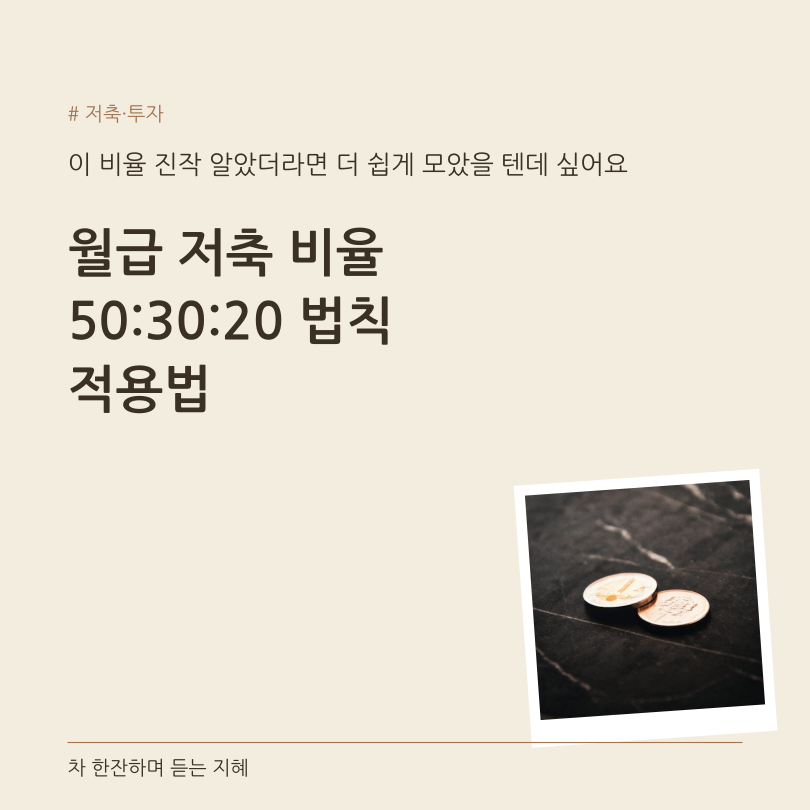 # 저축·투자
이 비율 진작 알았더라면 더 쉽게 모았을 텐데 싶어요
월급 저축 비율
50:30:20 법칙
적용법
차 한잔하며 듣는 지혜